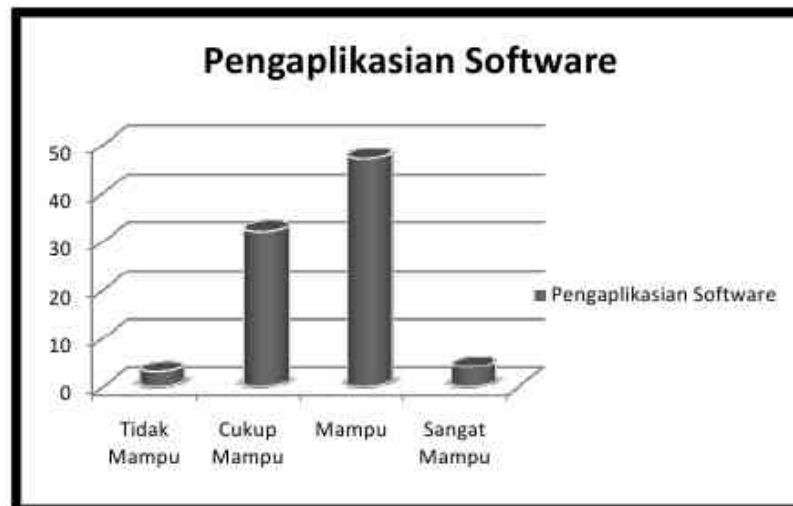 Pengaplikasian Software
50
40
30
20
10
0
Tidak Mampu
Cukup Mampu
Mampu
Sangat Mampu
Pengaplikasian Software